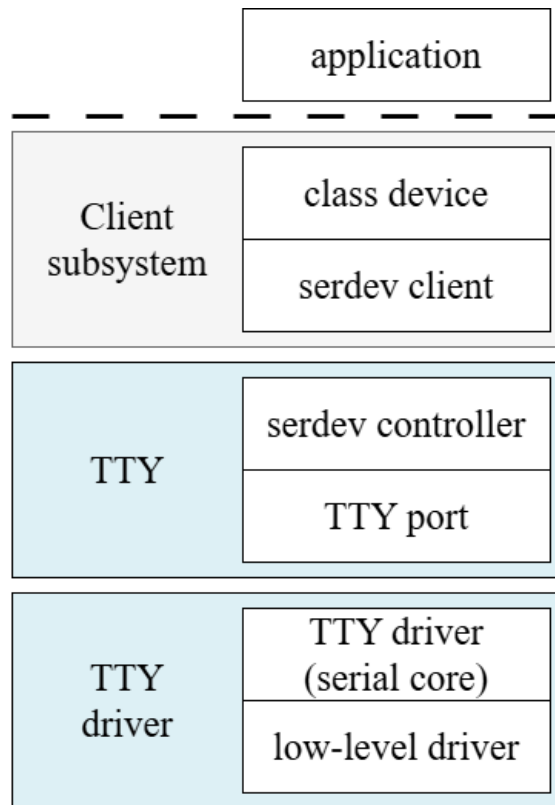 application
Client
subsystem
class device
serdev client
TTY
serdev controller
TTY port
TTY
driver
TTY driver
(serial core)
low-level driver